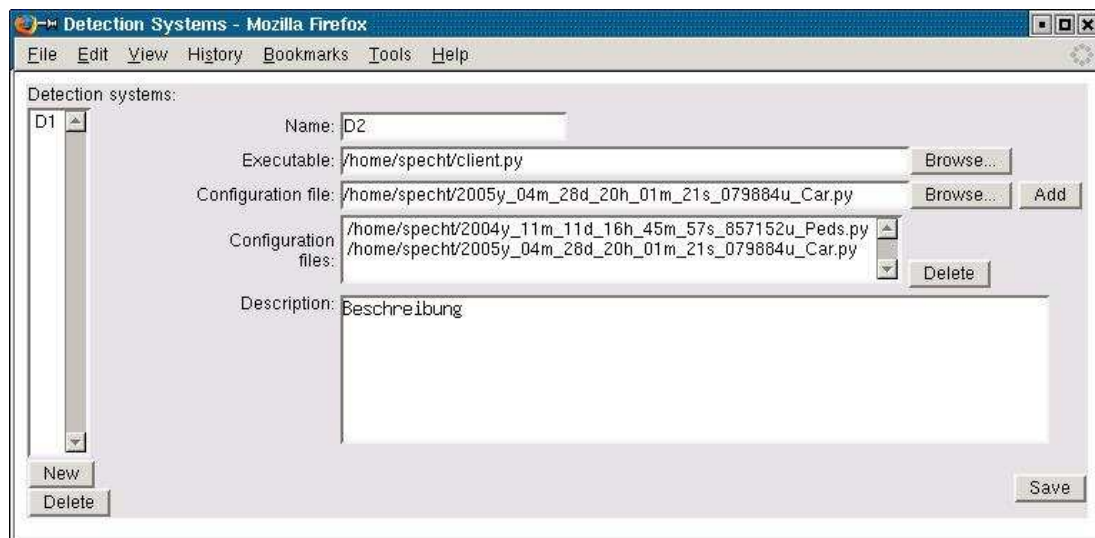 Detection Systems - Mozilla Firefox
File Edit View History Bookmarks Tools Help
Detection systems:
D1
Name: D2
Executable: /home/specht/client.py Browse...
Configuration file: /home/specht/2005y_04m_28d_20h_01m_21s_079884u_Car.py Browse... Add
Configuration files:
/home/specht/2004y_11m_11d_16h_45m_57s_857152u_Peds.py
/home/specht/2005y_04m_28d_20h_01m_21s_079884u_Car.py
Delete
Description: Beschreibung
New
Delete
Save